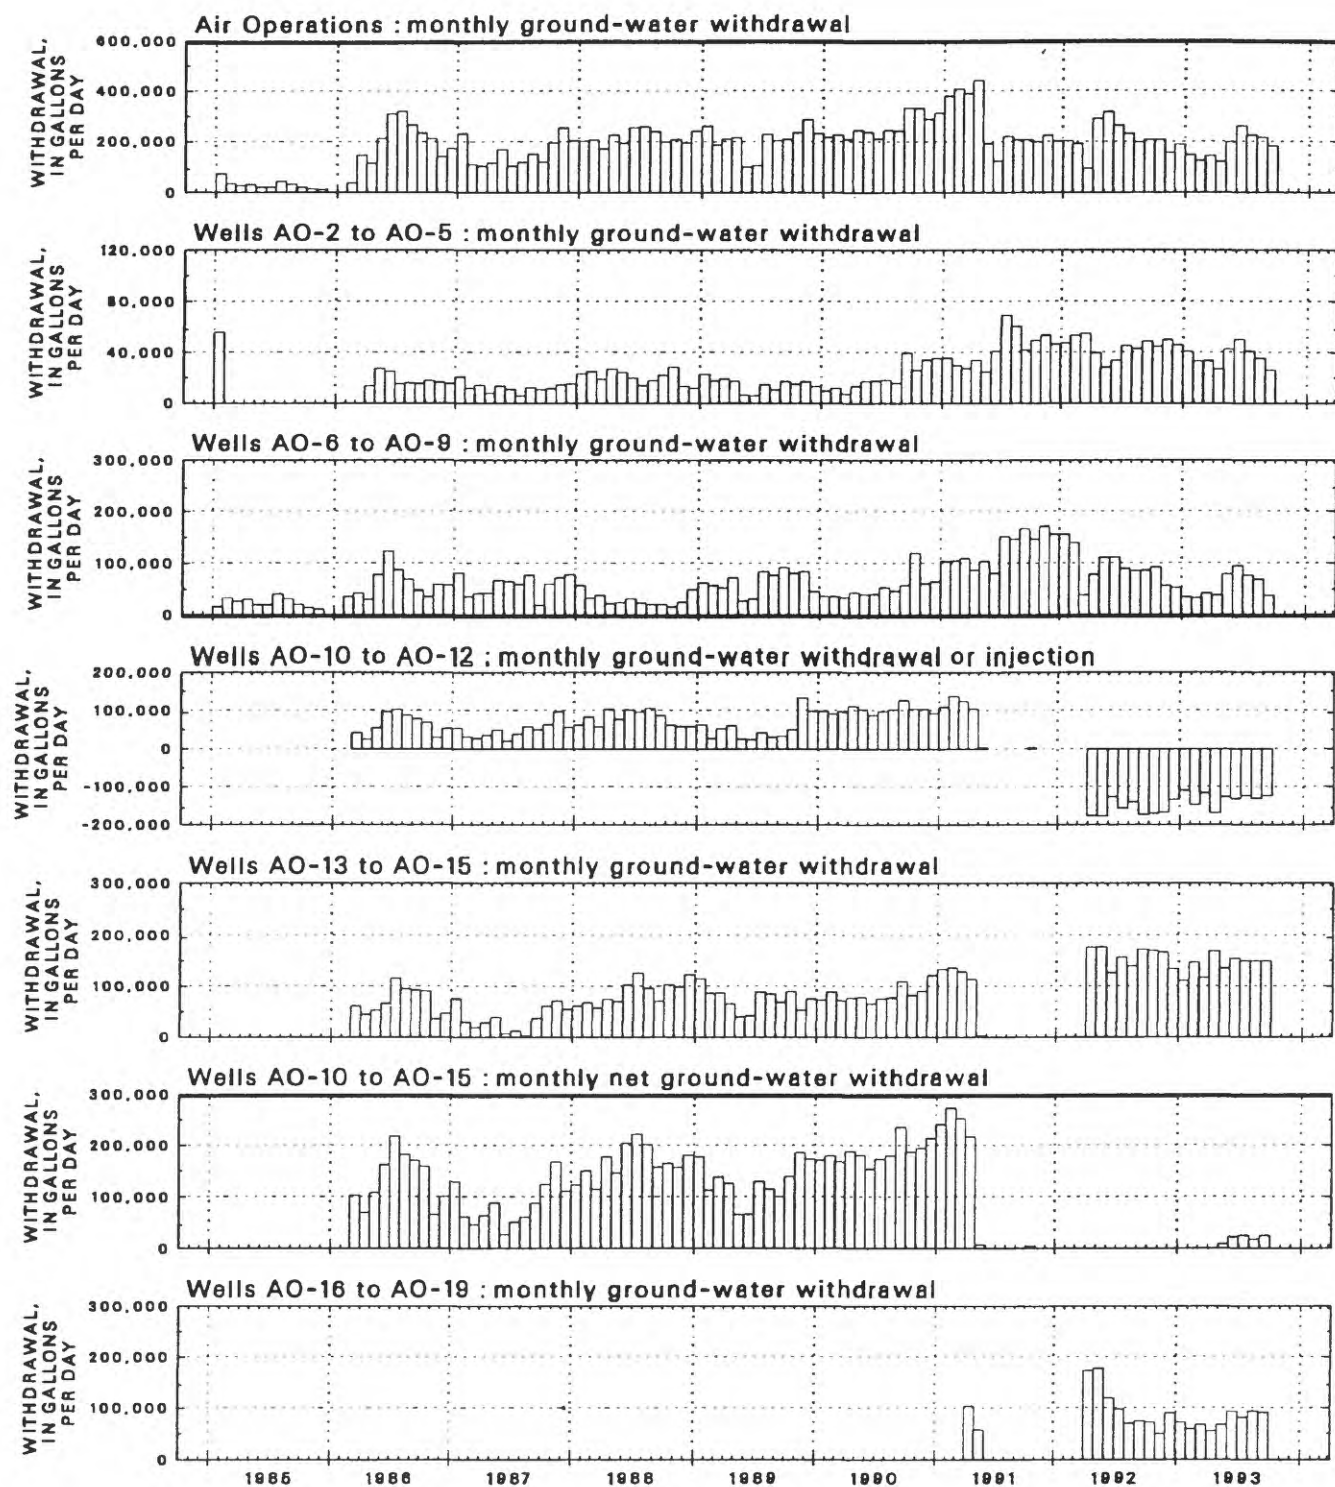 Air Operations : monthly ground-water withdrawal
WITHDRAWAL,
IN GALLONS
PER DAY
600,000
400,000
200,000
0
Wells AO-2 to AO-5 : monthly ground-water withdrawal
WITHDRAWAL,
IN GALLONS
PER DAY
120,000
80,000
40,000
0
Wells AO-6 to AO-9 : monthly ground-water withdrawal
WITHDRAWAL,
IN GALLONS
PER DAY
300,000
200,000
100,000
0
Wells AO-10 to AO-12 : monthly ground-water withdrawal or injection
WITHDRAWAL,
IN GALLONS
PER DAY
200,000
100,000
0
-100,000
-200,000
Wells AO-13 to AO-15 : monthly ground-water withdrawal
WITHDRAWAL,
IN GALLONS
PER DAY
300,000
200,000
100,000
0
Wells AO-10 to AO-15 : monthly net ground-water withdrawal
WITHDRAWAL,
IN GALLONS
PER DAY
300,000
200,000
100,000
0
Wells AO-16 to AO-19 : monthly ground-water withdrawal
WITHDRAWAL,
IN GALLONS
PER DAY
300,000
200,000
100,000
0
1985 1986 1987 1988 1989 1990 1991 1992 1993